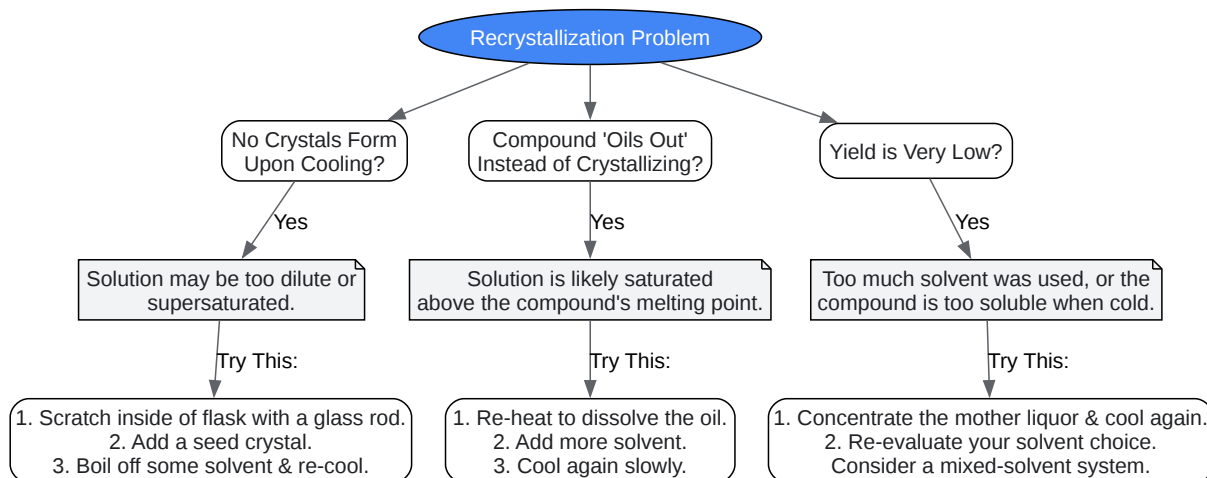 Recrystallization Problem
No Crystals Form
Upon Cooling?
Compound 'Oils Out'
Instead of Crystallizing?
Yield is Very Low?
Yes
Yes
Yes
Solution may be too dilute or
supersaturated.
Solution is likely saturated
above the compound's melting point.
Too much solvent was used, or the
compound is too soluble when cold.
Try This:
Try This:
Try This:
1. Scratch inside of flask with a glass rod.
2. Add a seed crystal.
3. Boil off some solvent & re-cool.
1. Re-heat to dissolve the oil.
2. Add more solvent.
3. Cool again slowly.
1. Concentrate the mother liquor & cool again.
2. Re-evaluate your solvent choice.
Consider a mixed-solvent system.